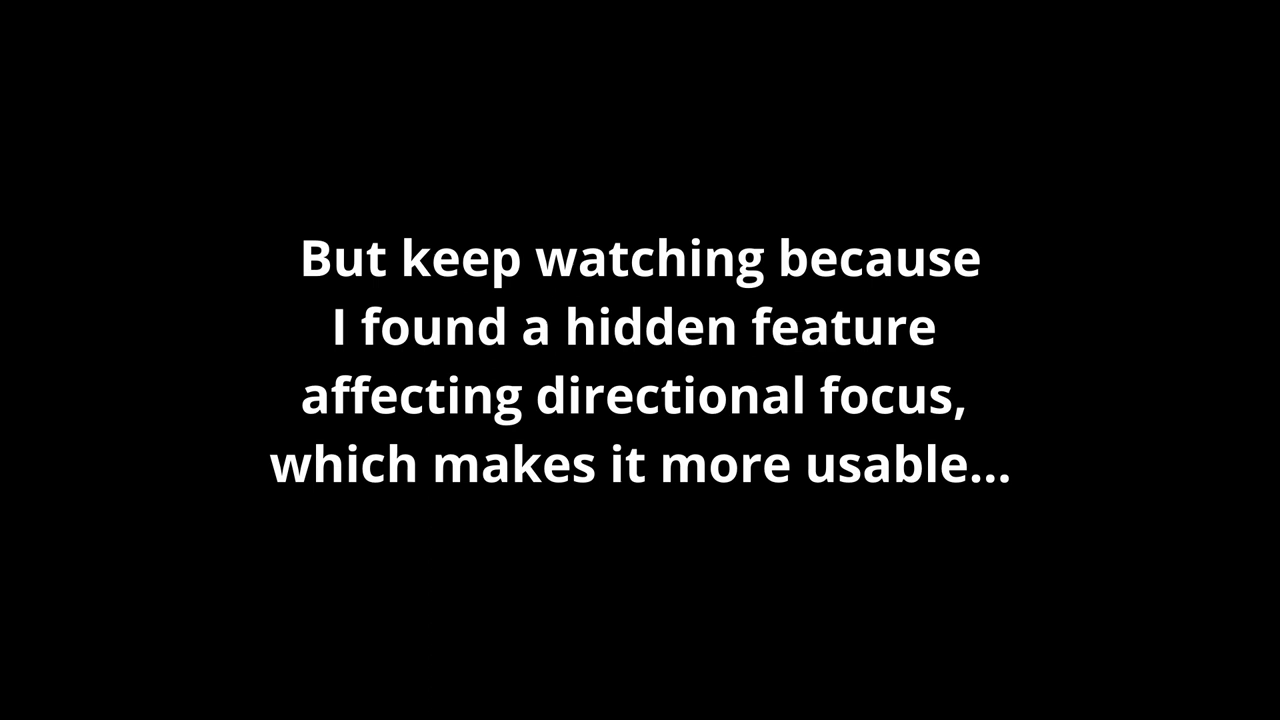 But keep watching because
I found a hidden feature
affecting directional focus,
which makes it more usable...